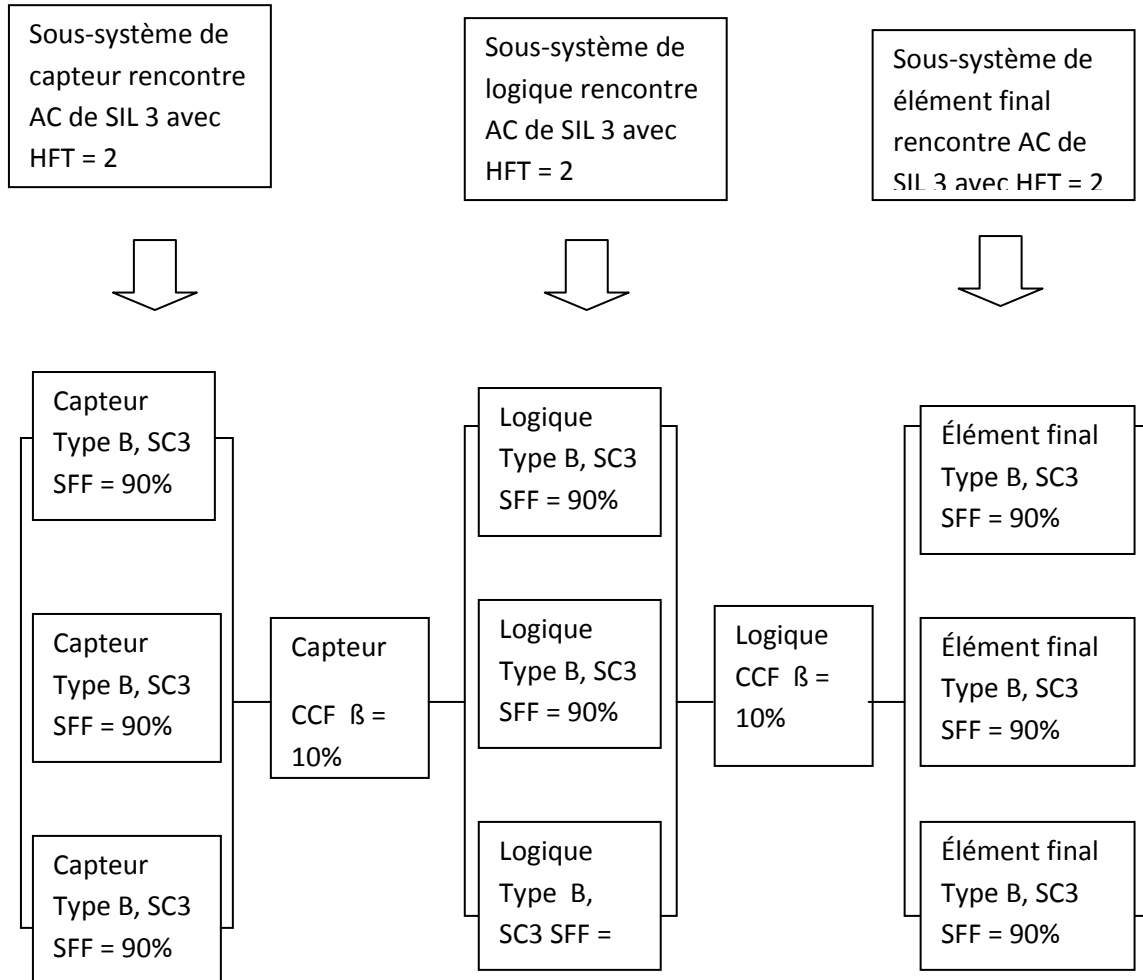 Sous-système de
capteur rencontre
AC de SIL 3 avec
HFT = 2
Sous-système de
logique rencontre
AC de SIL 3 avec
HFT = 2
Sous-système de
élément final
rencontre AC de
SIL 3 avec HFT = 2
Capteur
Type B, SC3
SFF = 90%
Capteur
Type B, SC3
SFF = 90%
Capteur
Type B, SC3
SFF = 90%
Capteur
CCF ß =
10%
Logique
Type B, SC3
SFF = 90%
Logique
Type B, SC3
SFF = 90%
Logique
Type B,
SC3 SFF =
Logique
CCF ß =
10%
Élément final
Type B, SC3
SFF = 90%
Élément final
Type B, SC3
SFF = 90%
Élément final
Type B, SC3
SFF = 90%